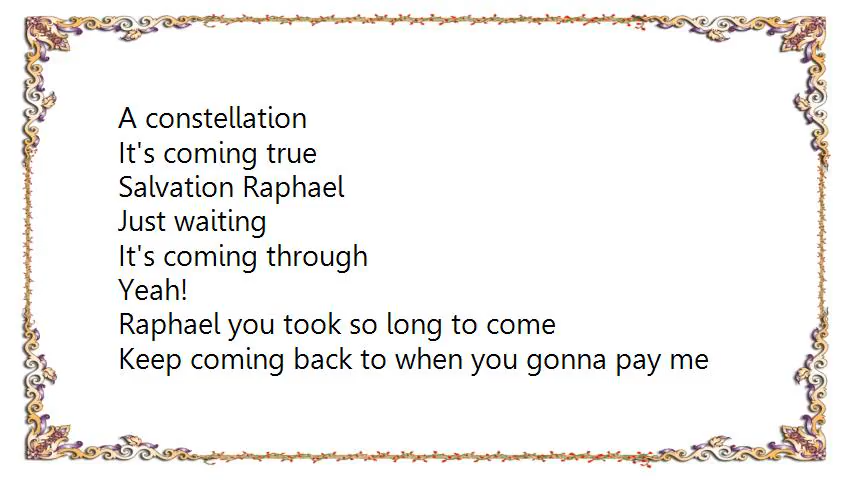 A constellation
It's coming true
Salvation Raphael
Just waiting
It's coming through
Yeah!
Raphael you took so long to come
Keep coming back to when you gonna pay me